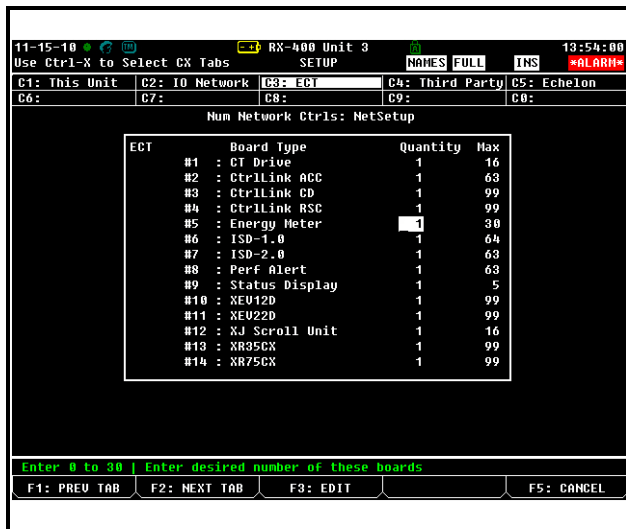 11-15-10 RX-400 Unit 3 13:54:00
Use Ctrl-X to Select CX Tabs SETUP NAMES FULL INS *ALARM*
C1: This Unit C2: IO Network C3: ECT C4: Third Party C5: Echelon
C6: C7: C8: C9: C0:
Num Network Ctrls: NetSetup
ECT Board Type Quantity Max
#1 : CT Drive 1 16
#2 : CtrlLink ACC 1 63
#3 : CtrlLink CD 1 99
#4 : CtrlLink RSC 1 99
#5 : Energy Meter 1 30
#6 : ISD-1.0 1 64
#7 : ISD-2.0 1 63
#8 : Perf Alert 1 63
#9 : Status Display 1 5
#10 : XEV12D 1 99
#11 : XEV22D 1 99
#12 : XJ Scroll Unit 1 16
#13 : XR35CX 1 99
#14 : XR75CX 1 99
Enter 0 to 30 | Enter desired number of these boards
F1: PREV TAB F2: NEXT TAB F3: EDIT F5: CANCEL